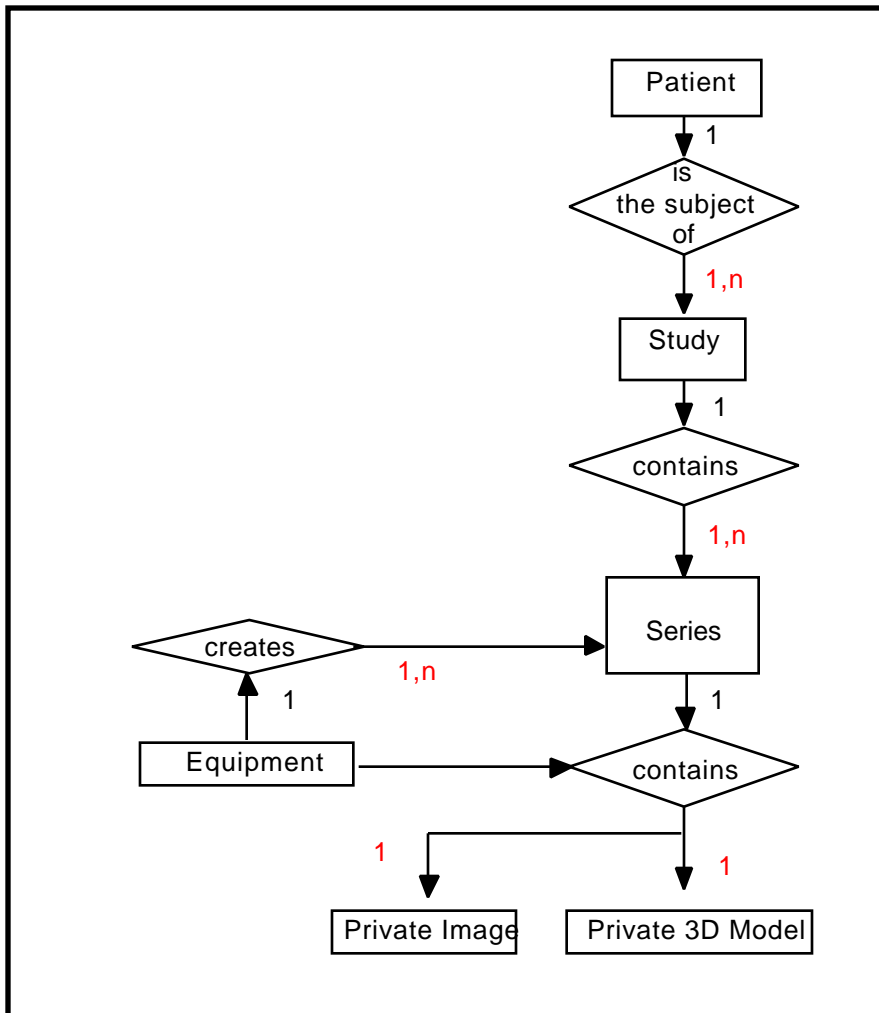 Patient
1
is
the subject
of
1,n
Study
1
contains
1,n
Series
creates
1,n
1
1
Equipment
contains
1
1
Private Image
Private 3D Model